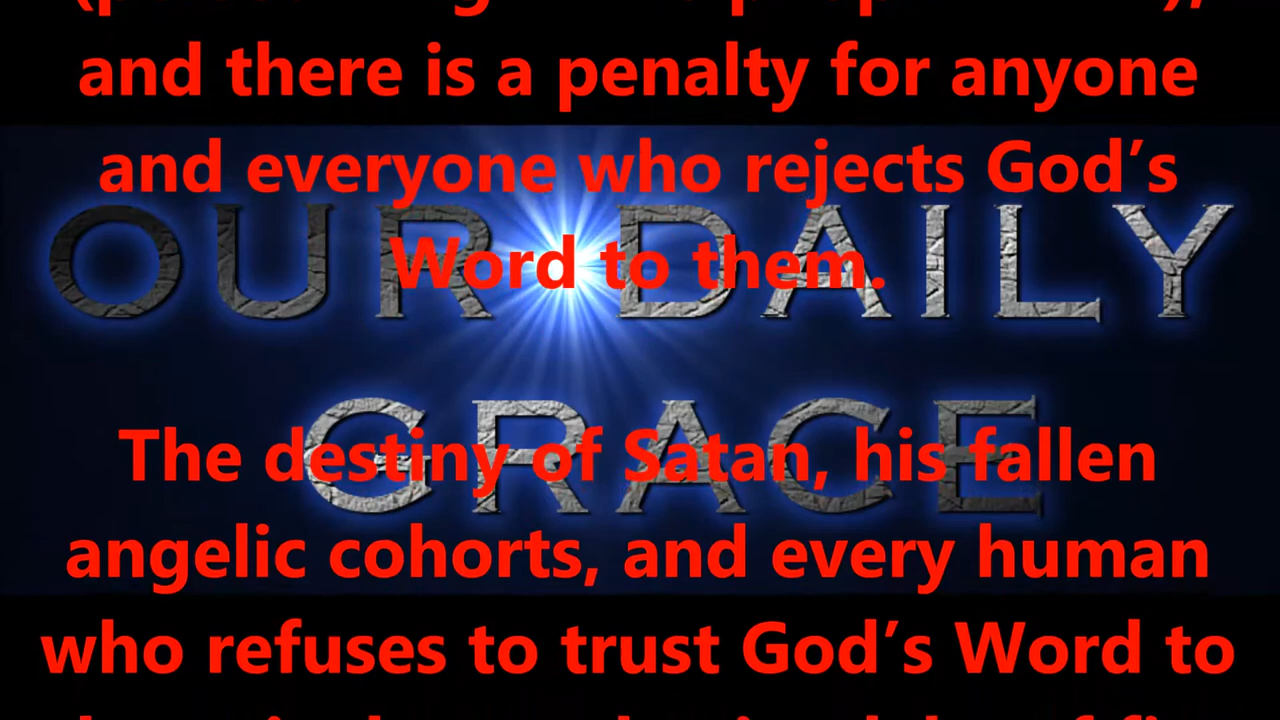 and there is a penalty for anyone
and everyone who rejects God’s
OUR DAILY
Word to them.
GRACE
The destiny of Satan, his fallen
angelic cohorts, and every human
who refuses to trust God’s Word to